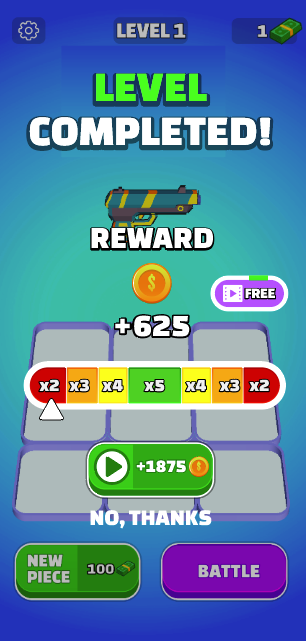 LEVEL 1
1
LEVEL
COMPLETED!
REWARD
$
FREE
+625
x2 x3 x4 x5 x4 x3 x2
+1875
NO, THANKS
NEW
PIECE
100
BATTLE